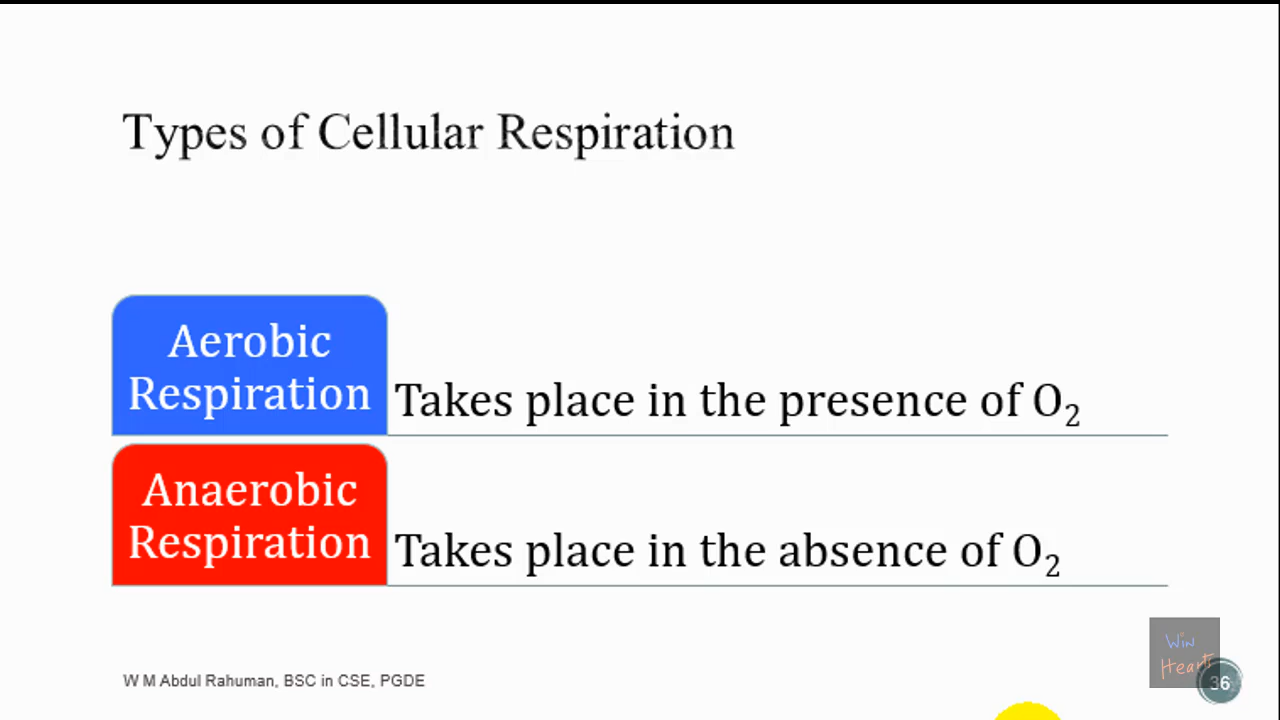 Types of Cellular Respiration
Aerobic
Respiration
Takes place in the presence of O₂
Anaerobic
Respiration
Takes place in the absence of O₂
W M Abdul Rahuman, BSC in CSE, PGDE
Win
Hearts
36